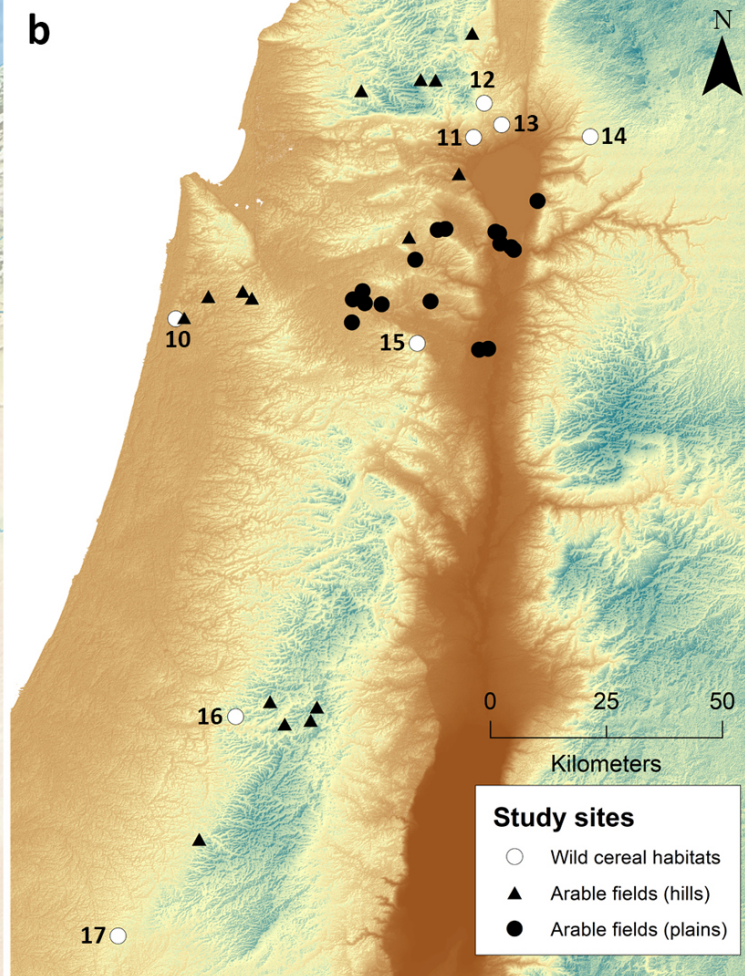 b
N
12
13
11
14
10
15
16
0 25 50
Kilometers
Study sites
Wild cereal habitats
Arable fields (hills)
Arable fields (plains)
17